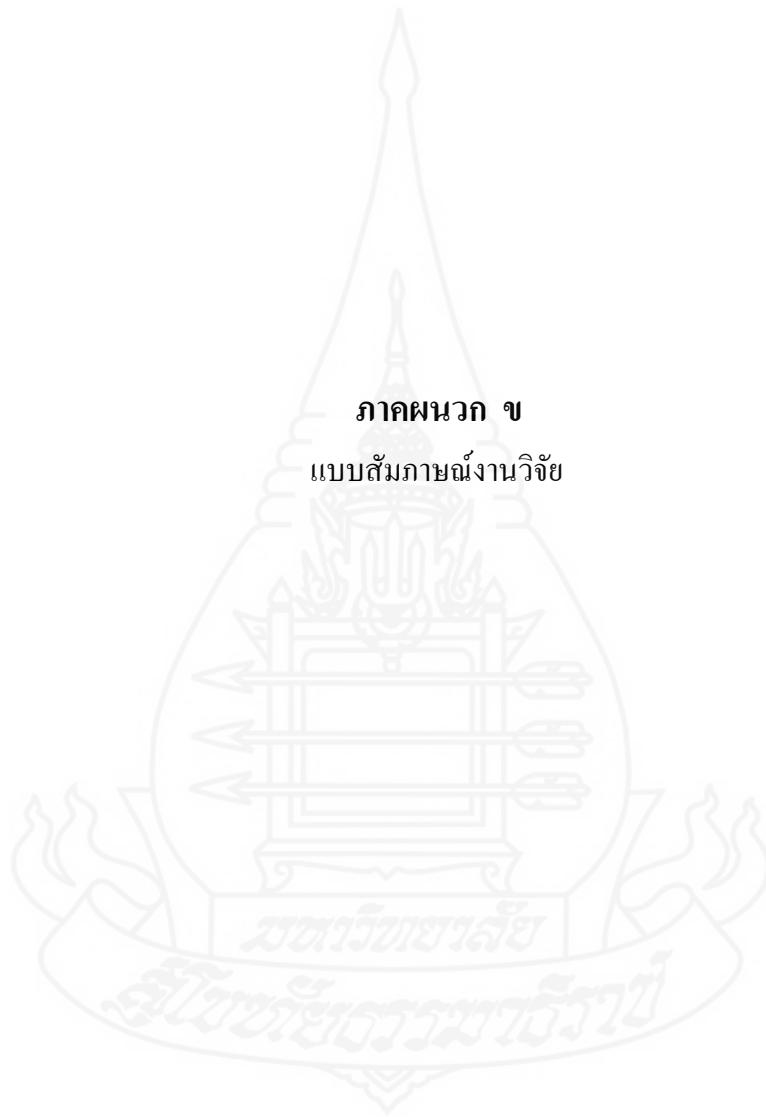 ภาคผนวก ข
แบบสัมภาษณ์งานวิจัย
มหาวิทยาลัย
สุโขทัยธรรมาธิราช